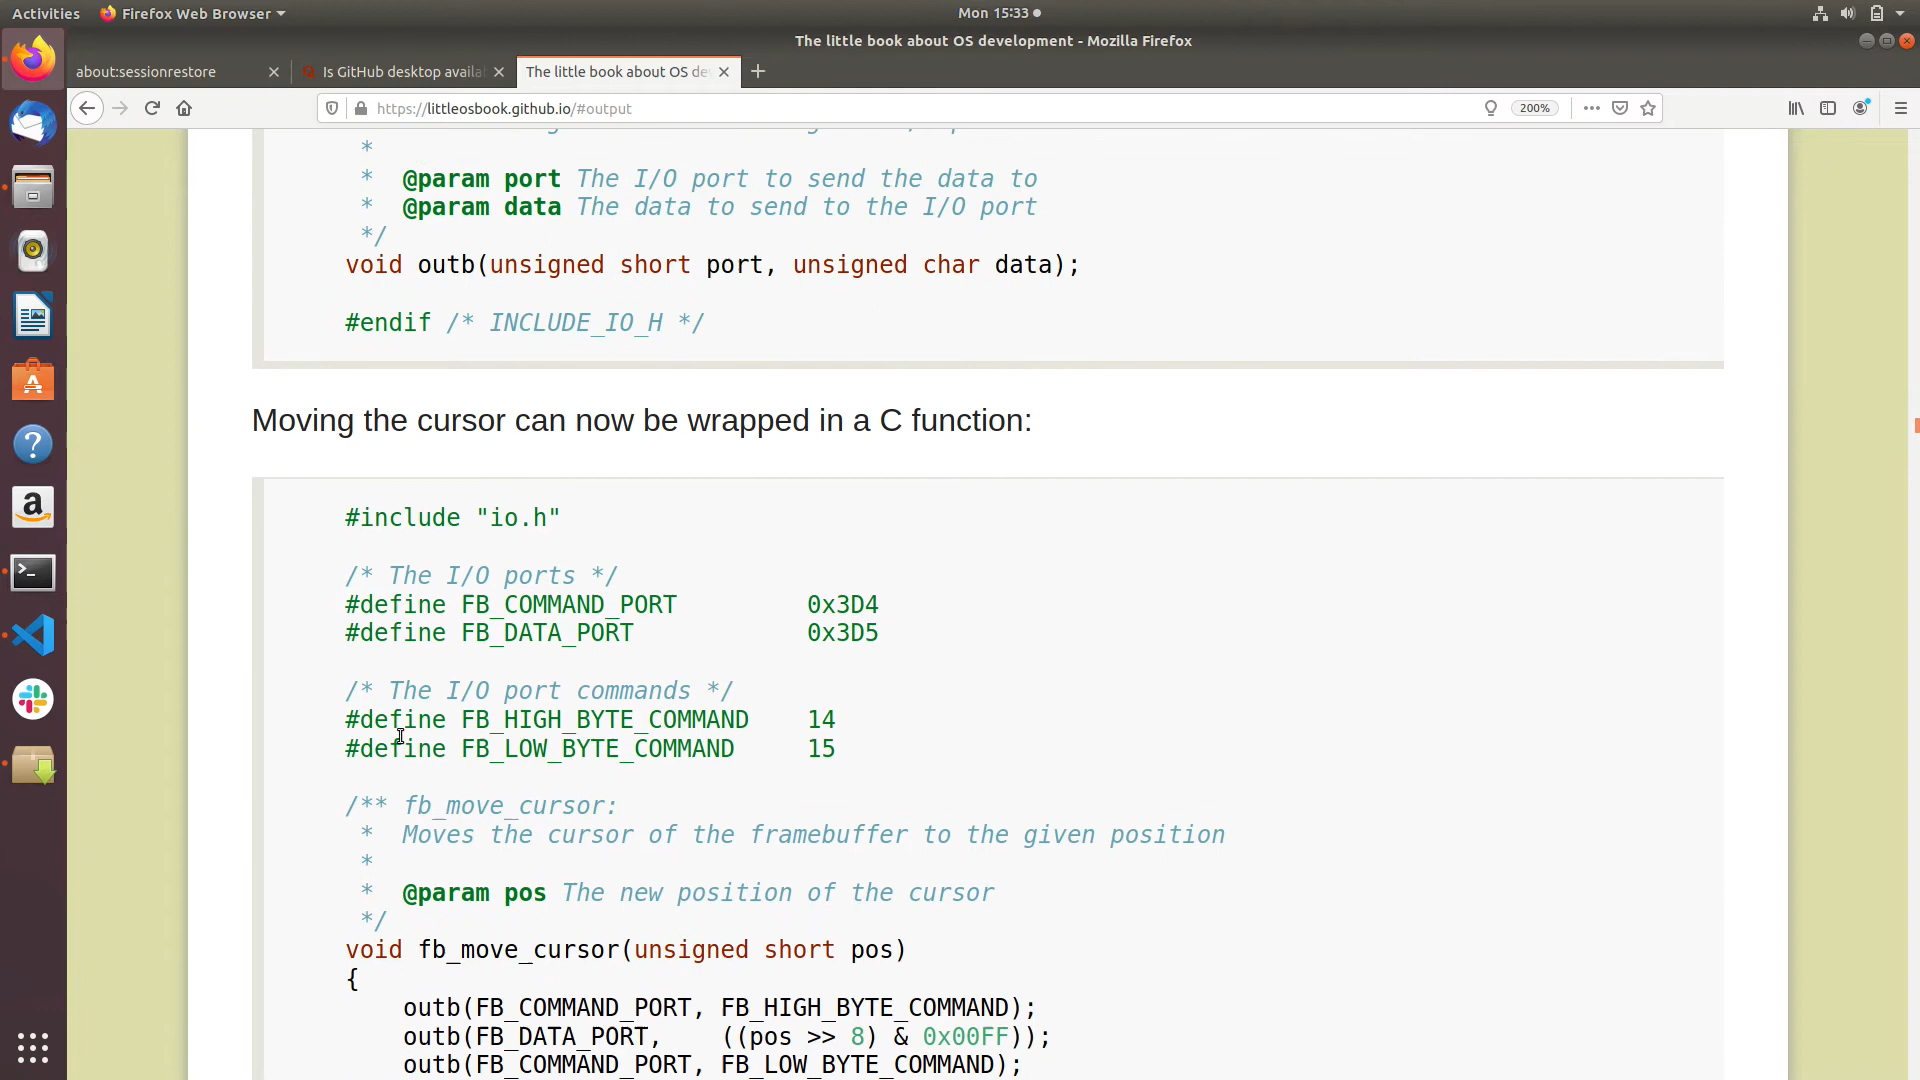 Activities
Firefox Web Browser
Mon 15:33
The little book about OS development - Mozilla Firefox
about:sessionrestore
Is GitHub desktop availa
The little book about OS de
https://littleosbook.github.io/#output
200%
*
* @param port The I/O port to send the data to
* @param data The data to send to the I/O port
*/
void outb(unsigned short port, unsigned char data);
#endif /* INCLUDE_IO_H */
Moving the cursor can now be wrapped in a C function:
#include "io.h"
/* The I/O ports */
#define FB_COMMAND_PORT 0x3D4
#define FB_DATA_PORT 0x3D5
/* The I/O port commands */
#define FB_HIGH_BYTE_COMMAND 14
#define FB_LOW_BYTE_COMMAND 15
/** fb_move_cursor:
* Moves the cursor of the framebuffer to the given position
*
* @param pos The new position of the cursor
*/
void fb_move_cursor(unsigned short pos)
{
outb(FB_COMMAND_PORT, FB_HIGH_BYTE_COMMAND);
outb(FB_DATA_PORT, ((pos >> 8) & 0x00FF));
outb(FB_COMMAND_PORT, FB_LOW_BYTE_COMMAND);